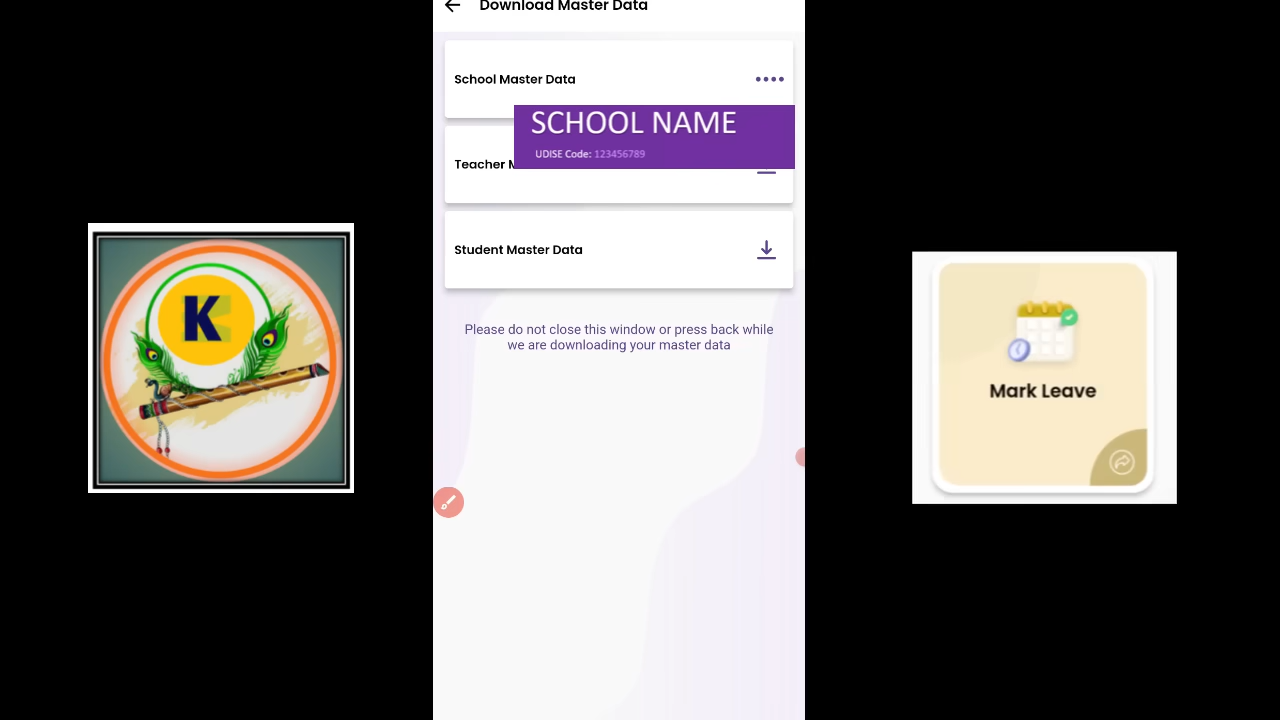 Download Master Data
School Master Data
SCHOOL NAME
UDISE Code: 123456789
Teacher
Student Master Data
Please do not close this window or press back while
we are downloading your master data
K
Mark Leave